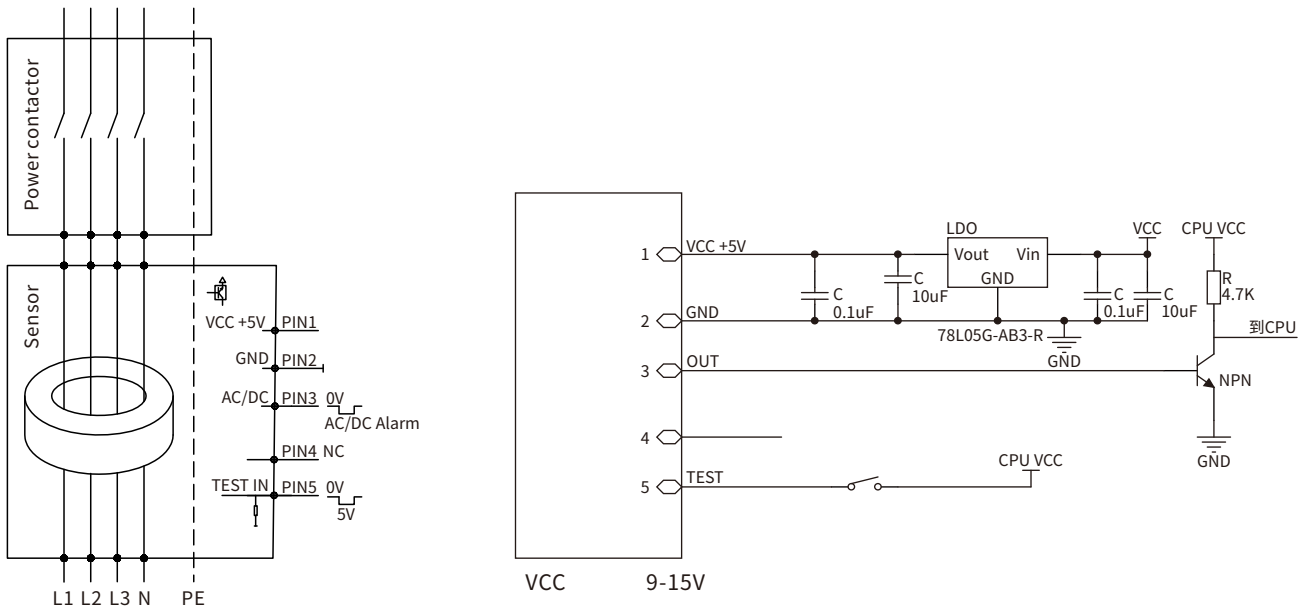 Power contactor
Sensor
VCC +5V
PIN1
GND
PIN2
AC/DC
PIN3
0V
AC/DC Alarm
PIN4 NC
TEST IN
PIN5
0V
5V
L1 L2 L3 N PE
1
VCC +5V
2
GND
3
OUT
4
5
TEST
VCC 9-15V
C
0.1uF
C
10uF
LDO
Vout Vin
GND
78L05G-AB3-R
GND
C
0.1uF
C
10uF
VCC
CPU VCC
R
4.7K
到CPU
NPN
GND
CPU VCC